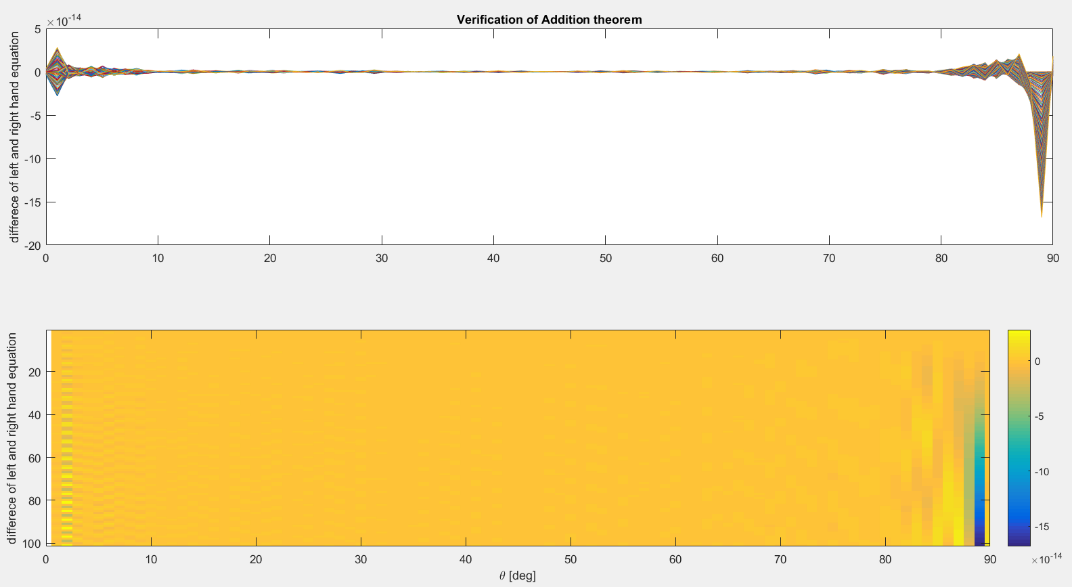 ×10⁻¹⁴
Verification of Addition theorem
differece of left and right hand equation
5
0
-5
-10
-15
-20
0 10 20 30 40 50 60 70 80 90
differece of left and right hand equation
20
40
60
80
100
0 10 20 30 40 50 60 70 80 90
θ [deg]
0
-5
-10
-15
×10⁻¹⁴